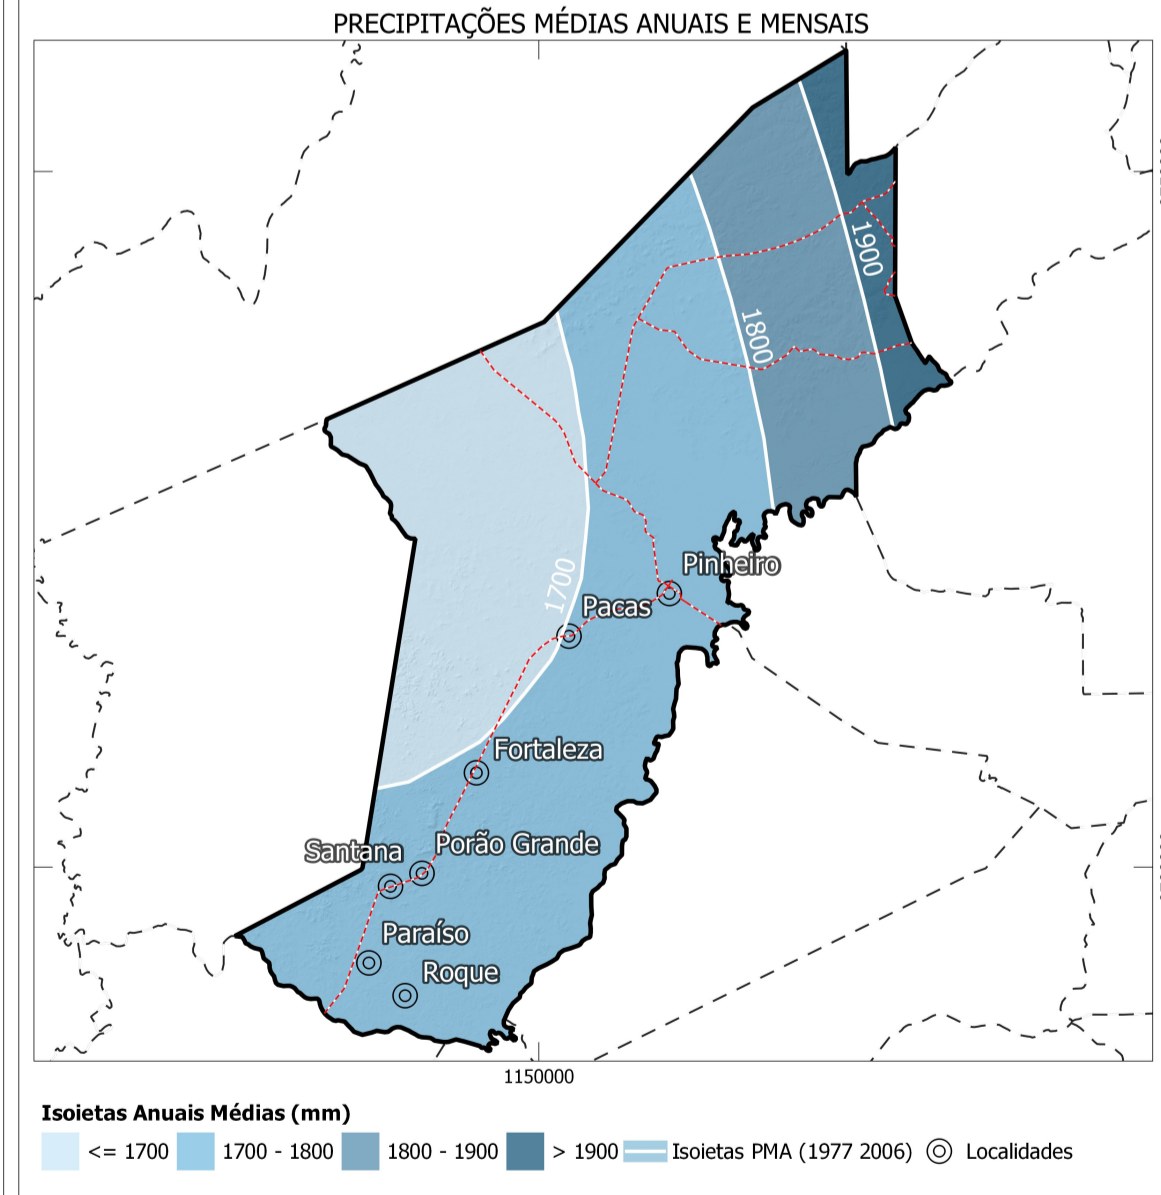 PRECIPITAÇÕES MÉDIAS ANUAIS E MENSAIS
1900
1800
1700
Pinheiro
Pacas
Fortaleza
Porão Grande
Santana
Paraíso
Roque
1150000
Isoietas Anuais Médias (mm)
<= 1700 1700 - 1800 1800 - 1900 > 1900 Isoietas PMA (1977 2006) Localidades